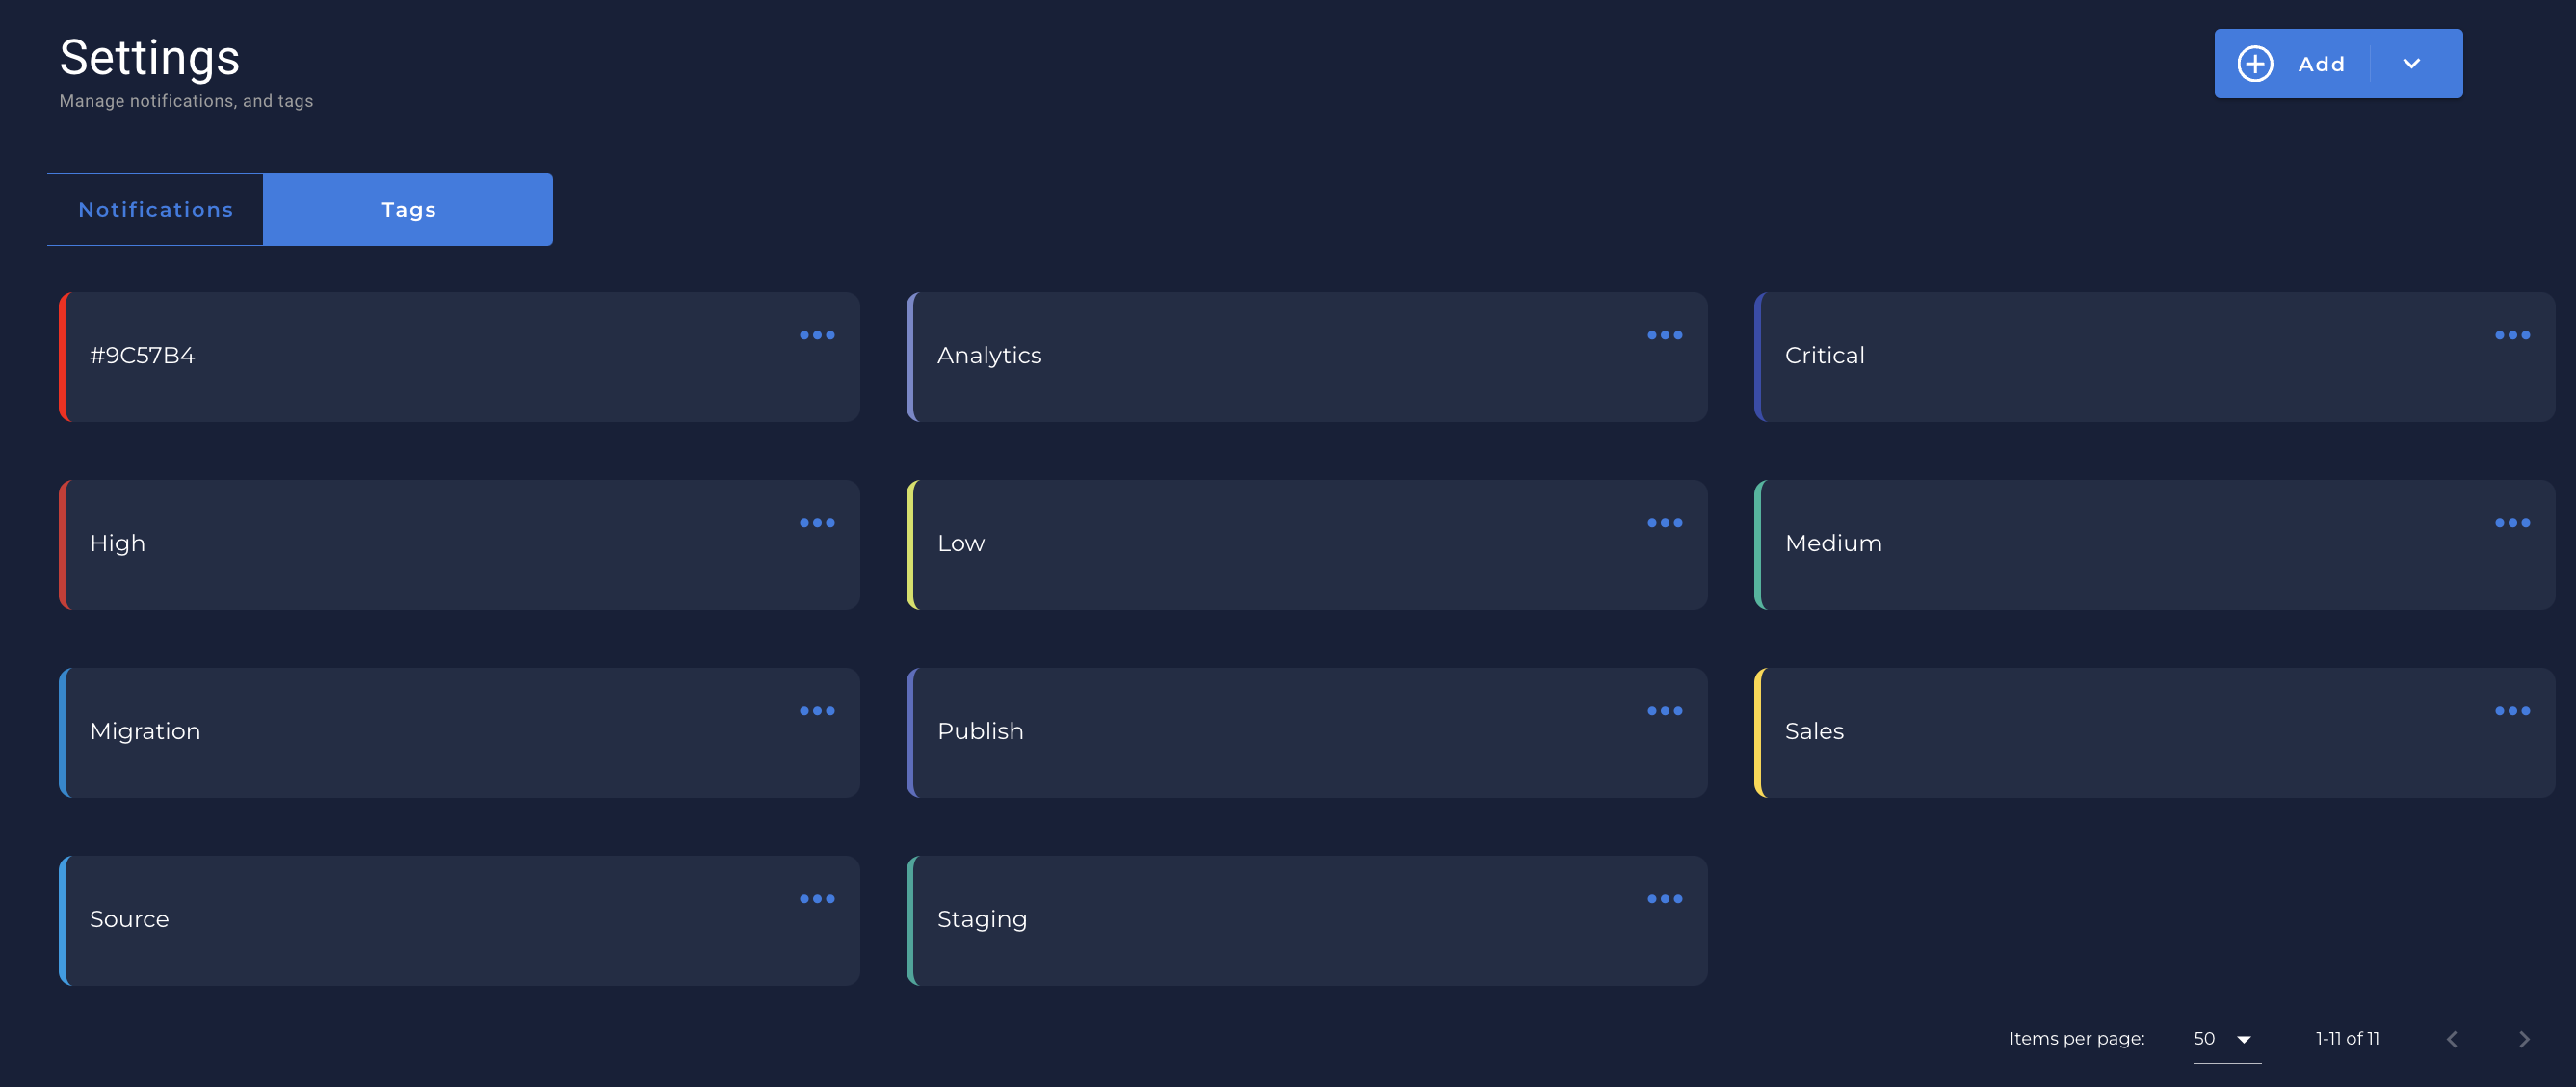 Settings
Manage notifications, and tags
Add
Notifications
Tags
#9C57B4
Analytics
Critical
High
Low
Medium
Migration
Publish
Sales
Source
Staging
Items per page: 50 1-11 of 11